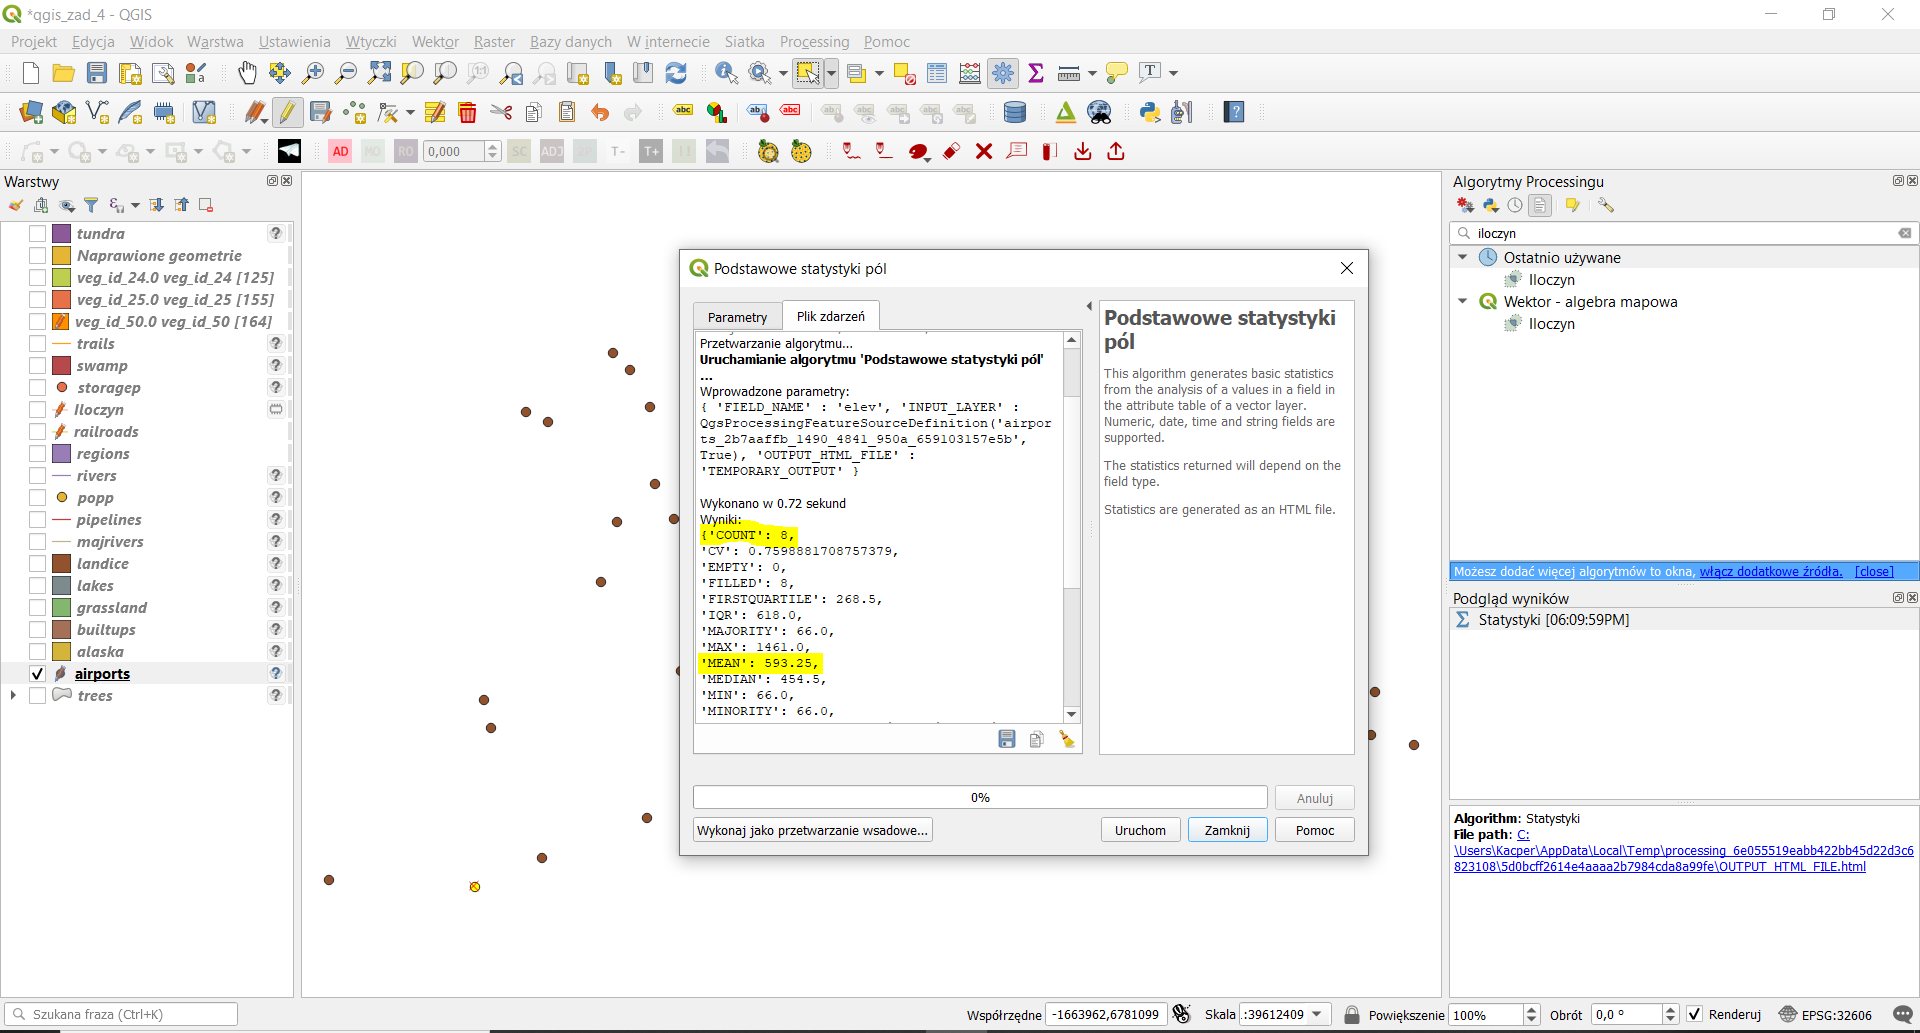 *qgis_zad_4 - QGIS
Projekt Edycja Widok Warstwa Ustawienia Wtyczki Wektor Raster Bazy danych W internecie Siatka Processing Pomoc
AD MO RO 0,000 SC ADJ T- T+
Warstwy
tundra
Naprawione geometrie
veg_id_24.0 veg_id_24 [125]
veg_id_25.0 veg_id_25 [155]
veg_id_50.0 veg_id_50 [164]
trails
swamp
storagep
Iloczyn
railroads
regions
rivers
popp
pipelines
majrivers
landice
lakes
grassland
builtups
alaska
airports
trees
Podstawowe statystyki pól
Parametry
Plik zdarzeń
Przetwarzanie algorytmu...
Uruchamianie algorytmu 'Podstawowe statystyki pól'
...
Wprowadzone parametry:
{ 'FIELD_NAME' : 'elev', 'INPUT_LAYER' :
QgsProcessingFeatureSourceDefinition('airpor
ts_2b7aaffb_1490_4841_950a_659103157e5b',
True), 'OUTPUT_HTML_FILE' :
'TEMPORARY_OUTPUT' }
Wykonano w 0.72 sekund
Wyniki:
{'COUNT': 8,
'CV': 0.7598881708757379,
'EMPTY': 0,
'FILLED': 8,
'FIRSTQUARTILE': 268.5,
'IQR': 618.0,
'MAJORITY': 66.0,
'MAX': 1461.0,
'MEAN': 593.25,
'MEDIAN': 454.5,
'MIN': 66.0,
'MINORITY': 66.0,
Podstawowe statystyki
pól
This algorithm generates basic statistics
from the analysis of a values in a field in
the attribute table of a vector layer.
Numeric, date, time and string fields are
supported.
The statistics returned will depend on the
field type.
Statistics are generated as an HTML file.
0%
Anuluj
Wykonaj jako przetwarzanie wsadowe...
Uruchom
Zamknij
Pomoc
Algorytmy Processingu
iloczyn
Ostatnio używane
Iloczyn
Wektor - algebra mapowa
Iloczyn
Możesz dodać więcej algorytmów to okna, włącz dodatkowe źródła. [close]
Podgląd wyników
Statystyki [06:09:59PM]
Algorithm: Statystyki
File path: C:
\Users\Kacper\AppData\Local\Temp\processing_6e055519eabb422bb45d22d3c6
823108\5d0bcff2614e4aaaa2b7984cda8a99fe\OUTPUT_HTML_FILE.html
Szukana fraza (Ctrl+K)
Współrzędne -1663962,6781099 Skala .:39612409 Powiększenie 100% Obrót 0,0 ° Renderuj EPSG:32606